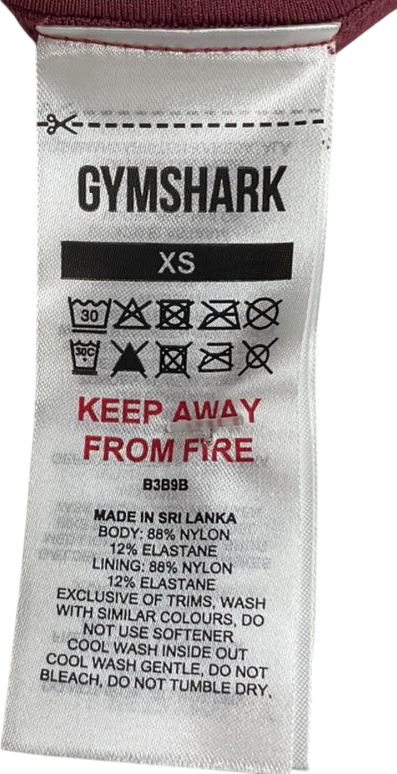 GYMSHARK
XS
30
30C
KEEP AWAY
FROM FIRE
B3B9B
MADE IN SRI LANKA
BODY: 88% NYLON
12% ELASTANE
LINING: 88% NYLON
12% ELASTANE
EXCLUSIVE OF TRIMS, WASH
WITH SIMILAR COLOURS, DO
NOT USE SOFTENER
COOL WASH INSIDE OUT
COOL WASH GENTLE, DO NOT
BLEACH, DO NOT TUMBLE DRY,